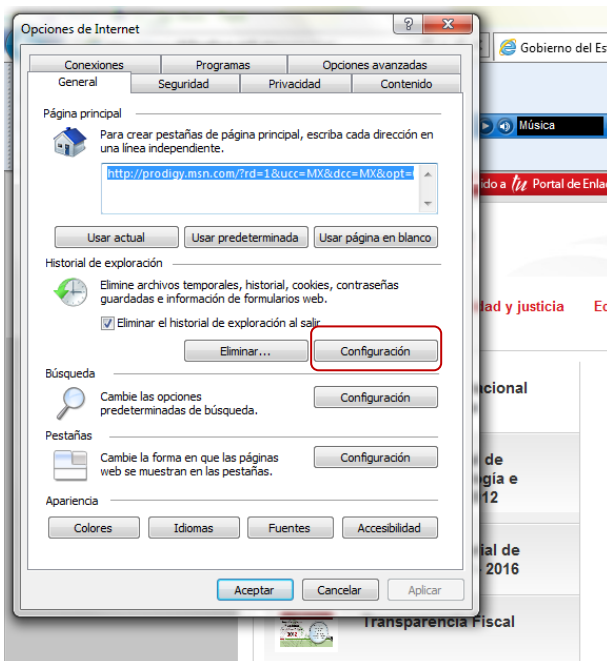 Opciones de Internet
Gobierno del Es
Conexiones
Programas
Opciones avanzadas
General
Seguridad
Privacidad
Contenido
Página principal
Para crear pestañas de página principal, escriba cada dirección en
una línea independiente.
http://prodigy.msn.com/?rd=1&ucc=MX&dcc=MX&opt=
Usar actual
Usar predeterminada
Usar página en blanco
Historial de exploración
Elimine archivos temporales, historial, cookies, contraseñas
guardadas e información de formularios web.
Eliminar el historial de exploración al salir
Eliminar...
Configuración
Búsqueda
Cambie las opciones
predeterminadas de búsqueda.
Configuración
Pestañas
Cambie la forma en que las páginas
web se muestran en las pestañas.
Configuración
Apariencia
Colores
Idiomas
Fuentes
Accesibilidad
Aceptar
Cancelar
Aplicar
Música
ido a tu Portal de Enla
dad y justicia
Ec
acional
de
ogía e
12
ial de
2016
Transparencia Fiscal